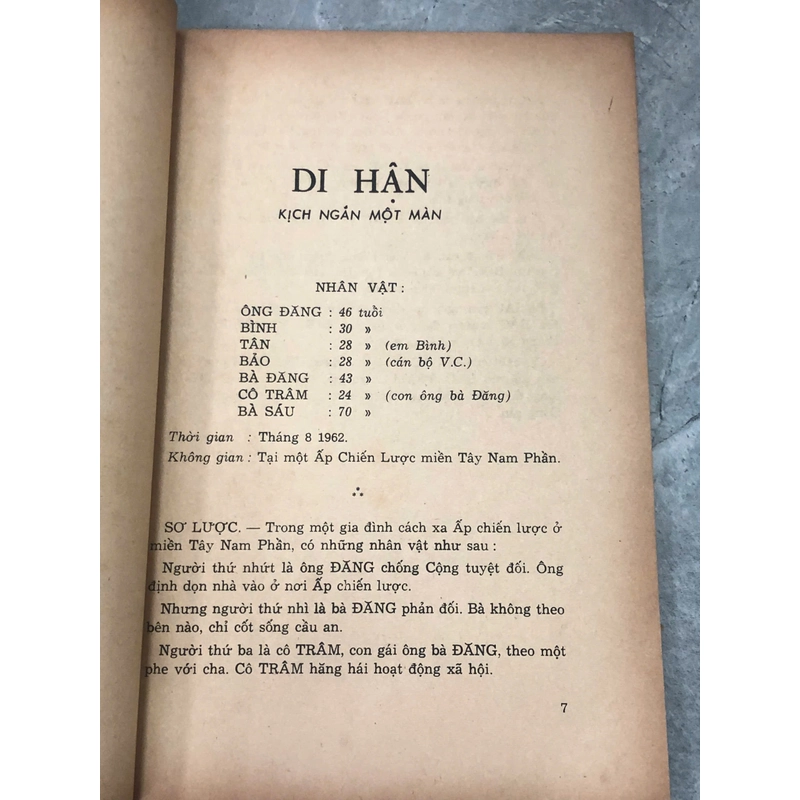 DI HẬN
KỊCH NGẮN MỘT MÀN
NHÂN VẬT :
ÔNG ĐĂNG : 46 tuổi
BÌNH : 30 »
TÂN : 28 » (em Bình)
BẢO : 28 » (cán bộ V.C.)
BÀ ĐĂNG : 43 »
CÔ TRÂM : 24 » (con ông bà Đăng)
BÀ SÁU : 70 »
Thời gian : Tháng 8 1962.
Không gian : Tại một Ấp Chiến Lược miền Tây Nam Phần.
SƠ LƯỢC. — Trong một gia đình cách xa Ấp chiến lược ở
miền Tây Nam Phần, có những nhân vật như sau :
Người thứ nhứt là ông ĐĂNG chống Cộng tuyệt đối. Ông
định dọn nhà vào ở nơi Ấp chiến lược.
Nhưng người thứ nhì là bà ĐĂNG phản đối. Bà không theo
bên nào, chỉ cốt sống cầu an.
Người thứ ba là cô TRÂM, con gái ông bà ĐĂNG, theo một
phe với cha. Cô TRÂM hăng hái hoạt động xã hội.
7